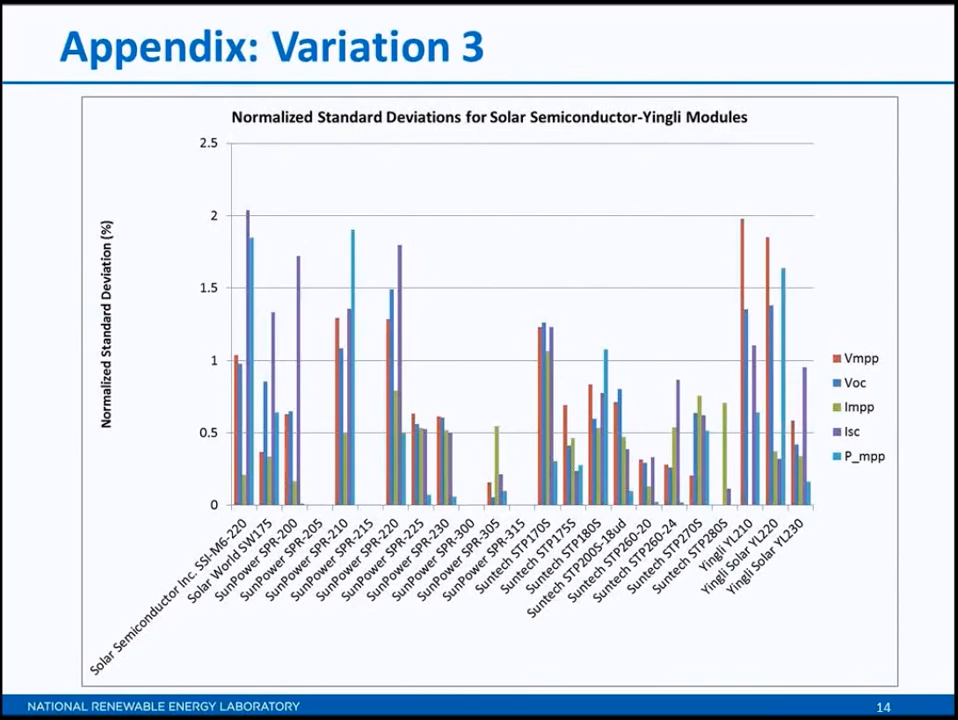 Appendix: Variation 3
Normalized Standard Deviations for Solar Semiconductor-Yingli Modules
Normalized Standard Deviation (%)
2.5
2
1.5
1
0.5
0
Vmpp
Voc
Impp
Isc
P_mpp
Solar Semiconductor Inc. SSI-M6-220
Solar World SW175
SunPower SPR-200
SunPower SPR-205
SunPower SPR-210
SunPower SPR-215
SunPower SPR-220
SunPower SPR-225
SunPower SPR-230
SunPower SPR-300
SunPower SPR-305
SunPower SPR-315
Suntech STP170S
Suntech STP175S
Suntech STP180S
Suntech STP200S-18ud
Suntech STP260-20
Suntech STP260-24
Suntech STP270S
Suntech STP280S
Yingli YL210
Yingli Solar YL220
Yingli Solar YL230
NATIONAL RENEWABLE ENERGY LABORATORY
14